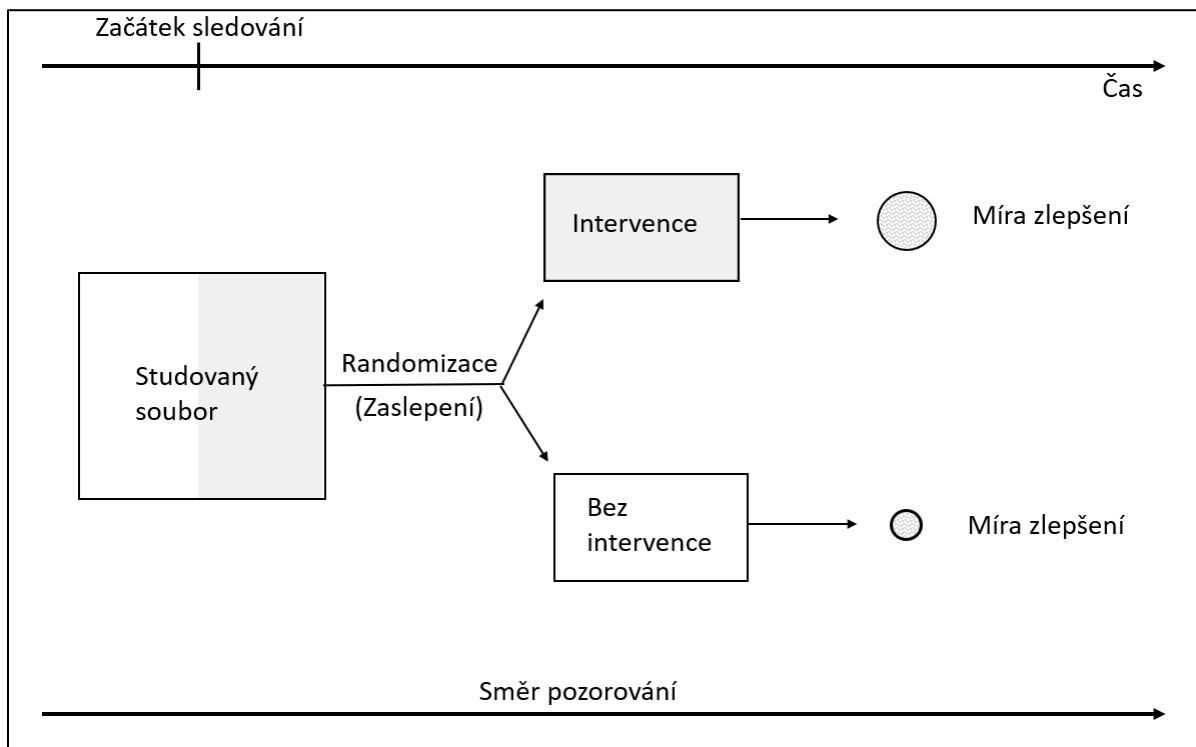 Začátek sledování
Čas
Intervence
Míra zlepšení
Studovaný
soubor
Randomizace
(Zaslepení)
Bez
intervence
Míra zlepšení
Směr pozorování